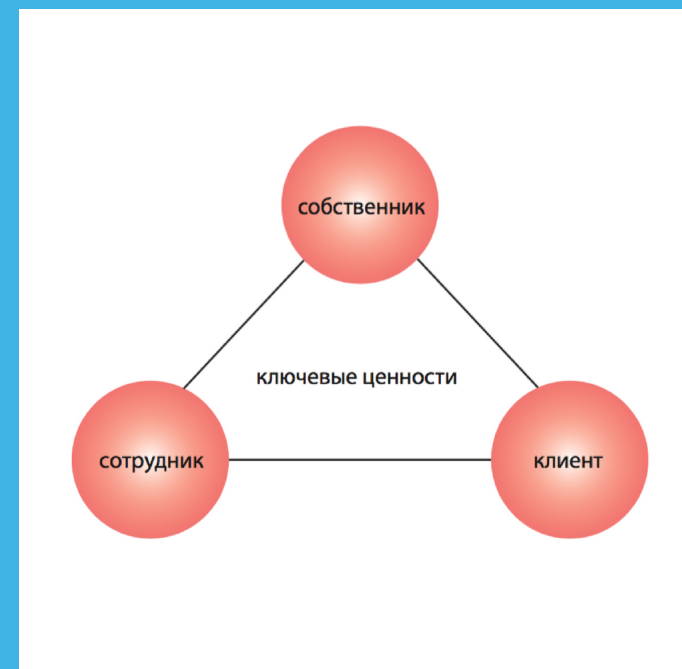 собственник
ключевые ценности
сотрудник
клиент